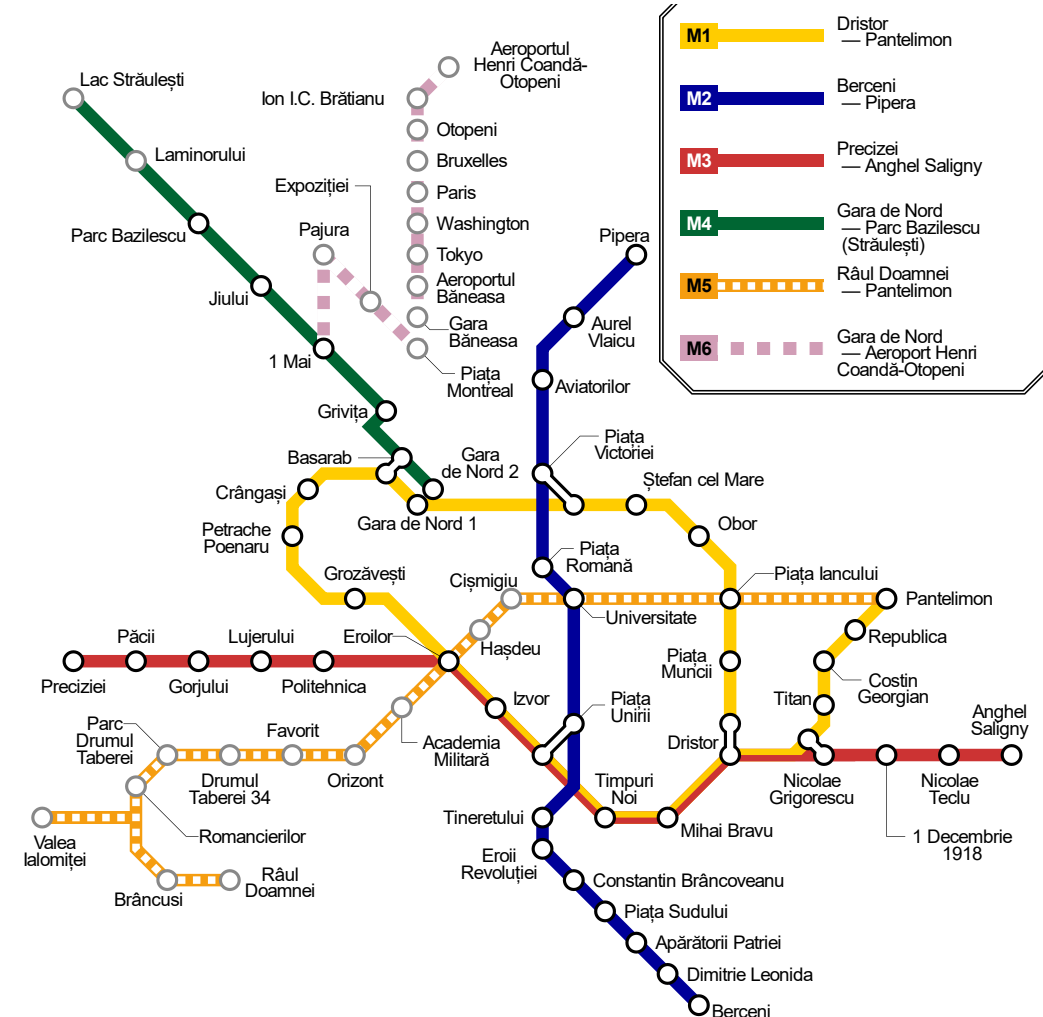 M1
Dristor
— Pantelimon
M2
Berceni
— Pipera
M3
Precizei
— Anghel Saligny
M4
Gara de Nord
— Parc Bazilescu
(Străulești)
M5
Râul Doamnei
— Pantelimon
M6
Gara de Nord
— Aeroport Henri
Coandă-Otopeni
Aeroportul
Henri Coandă-
Otopeni
Lac Străulești
Ion I.C. Brătianu
Otopeni
Laminorului
Bruxelles
Expoziției
Paris
Parc Bazilescu
Pajura
Washington
Pipera
Tokyo
Jiului
Aeroportul
Băneasa
Gara
Băneasa
Aurel
Vlaicu
1 Mai
Piața
Montreal
Aviatorilor
Grivița
Basarab
Gara
de Nord 2
Piața
Victoriei
Crângași
Gara de Nord 1
Ștefan cel Mare
Petrache
Poenaru
Obor
Piața
Romană
Grozăvești
Cișmigiu
Piața Iancului
Pantelimon
Universitate
Republica
Păcii
Lujerului
Eroilor
Hașdeu
Preciziei
Gorjului
Politehnica
Piața
Muncii
Costin
Georgian
Izvor
Piața
Unirii
Titan
Anghel
Saligny
Parc
Drumul
Taberei
Favorit
Academia
Militară
Dristor
Drumul
Taberei 34
Orizont
Timpuri
Noi
Nicolae
Grigorescu
Nicolae
Teclu
Valea
Ialomiței
Romancierilor
Tineretului
Mihai Bravu
1 Decembrie
1918
Eroii
Revoluției
Brâncusi
Râul
Doamnei
Constantin Brâncoveanu
Piața Sudului
Apărătorii Patriei
Dimitrie Leonida
Berceni